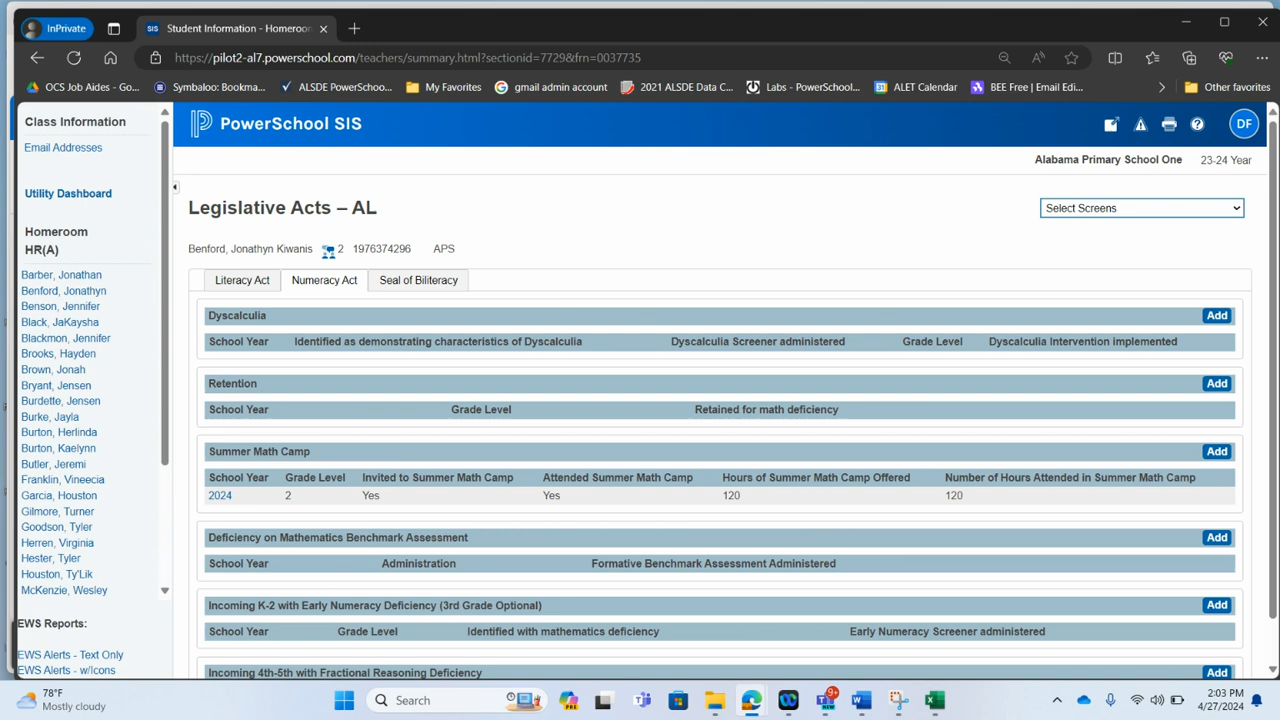 InPrivate
SIS Student Information - Homeroon
https://pilot2-al7.powerschool.com/teachers/summary.html?sectionid=7729&frn=0037735
OCS Job Aides - Go...
Symbaloo: Bookma...
ALSDE PowerSchoo...
My Favorites
gmail admin account
2021 ALSDE Data C...
Labs - PowerSchool...
ALET Calendar
BEE Free | Email Edi...
Other favorites
Class Information
Email Addresses
Utility Dashboard
Homeroom
HR(A)
Barber, Jonathan
Benford, Jonathyn
Benson, Jennifer
Black, JaKaysha
Blackmon, Jennifer
Brooks, Hayden
Brown, Jonah
Bryant, Jensen
Burdette, Jensen
Burke, Jayla
Burton, Herlinda
Burton, Kaelynn
Butler, Jeremi
Franklin, Vineecia
Garcia, Houston
Gilmore, Turner
Goodson, Tyler
Herren, Virginia
Hester, Tyler
Houston, Ty'Lik
McKenzie, Wesley
EWS Reports:
EWS Alerts - Text Only
EWS Alerts - w/Icons
PowerSchool SIS
DF
Alabama Primary School One 23-24 Year
Legislative Acts – AL
Select Screens
Benford, Jonathyn Kiwanis 2 1976374296 APS
Literacy Act Numeracy Act Seal of Biliteracy
Dyscalculia Add
School Year Identified as demonstrating characteristics of Dyscalculia Dyscalculia Screener administered Grade Level Dyscalculia Intervention implemented
Retention Add
School Year Grade Level Retained for math deficiency
Summer Math Camp Add
School Year Grade Level Invited to Summer Math Camp Attended Summer Math Camp Hours of Summer Math Camp Offered Number of Hours Attended in Summer Math Camp
2024 2 Yes Yes 120 120
Deficiency on Mathematics Benchmark Assessment Add
School Year Administration Formative Benchmark Assessment Administered
Incoming K-2 with Early Numeracy Deficiency (3rd Grade Optional) Add
School Year Grade Level Identified with mathematics deficiency Early Numeracy Screener administered
Incoming 4th-5th with Fractional Reasoning Deficiency Add
78°F
Mostly cloudy
Search
9+
2:03 PM
4/27/2024